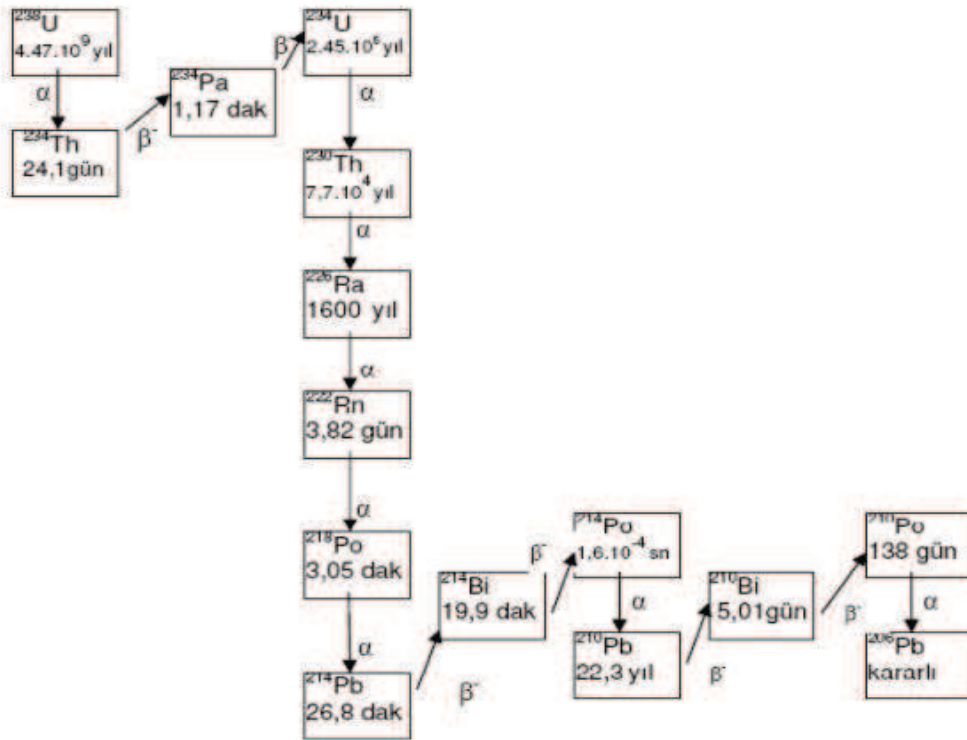 ²³⁸U
4.47.10⁹ yıl
α
²³⁴Th
24,1gün
β⁻
²³⁴Pa
1,17 dak
β⁻
²³⁴U
2.45.10⁵ yıl
α
²³⁰Th
7,7.10⁴ yıl
α
²²⁶Ra
1600 yıl
α
²²²Rn
3,82 gün
α
²¹⁸Po
3,05 dak
α
²¹⁴Pb
26,8 dak
β⁻
²¹⁴Bi
19,9 dak
β⁻
²¹⁴Po
1,6.10⁻⁴ sn
α
²¹⁰Pb
22,3 yıl
β⁻
²¹⁰Bi
5,01gün
β⁻
²¹⁰Po
138 gün
α
²⁰⁶Pb
kararlı